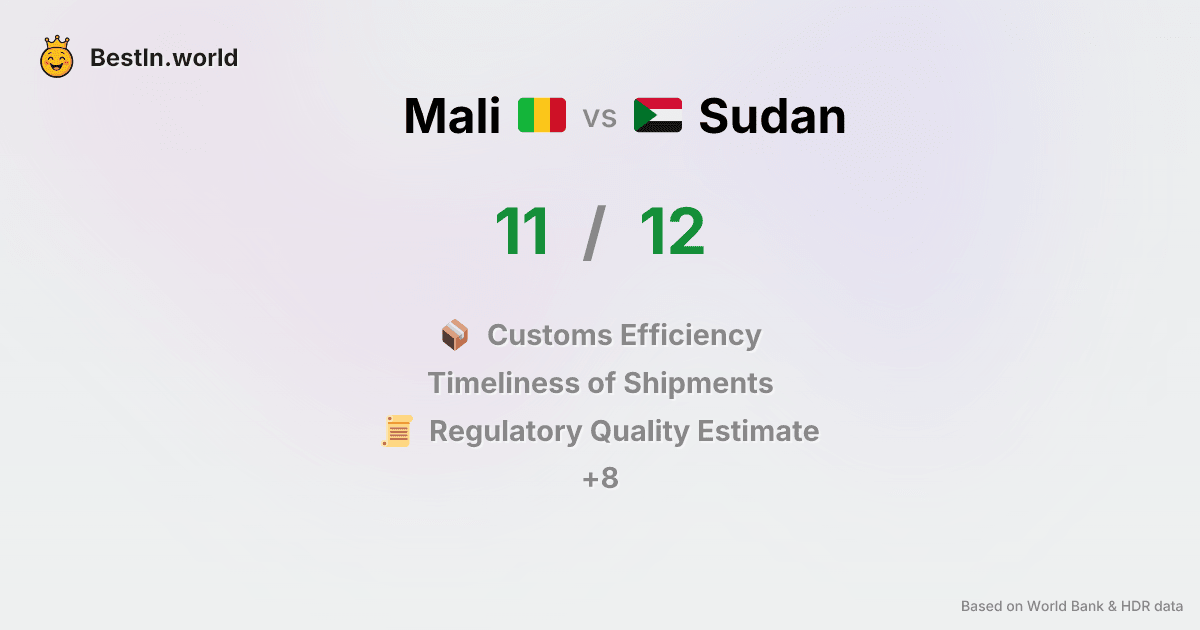 BestIn.world
Mali vs Sudan
11 / 12
Customs Efficiency
Timeliness of Shipments
Regulatory Quality Estimate
+8
Based on World Bank & HDR data